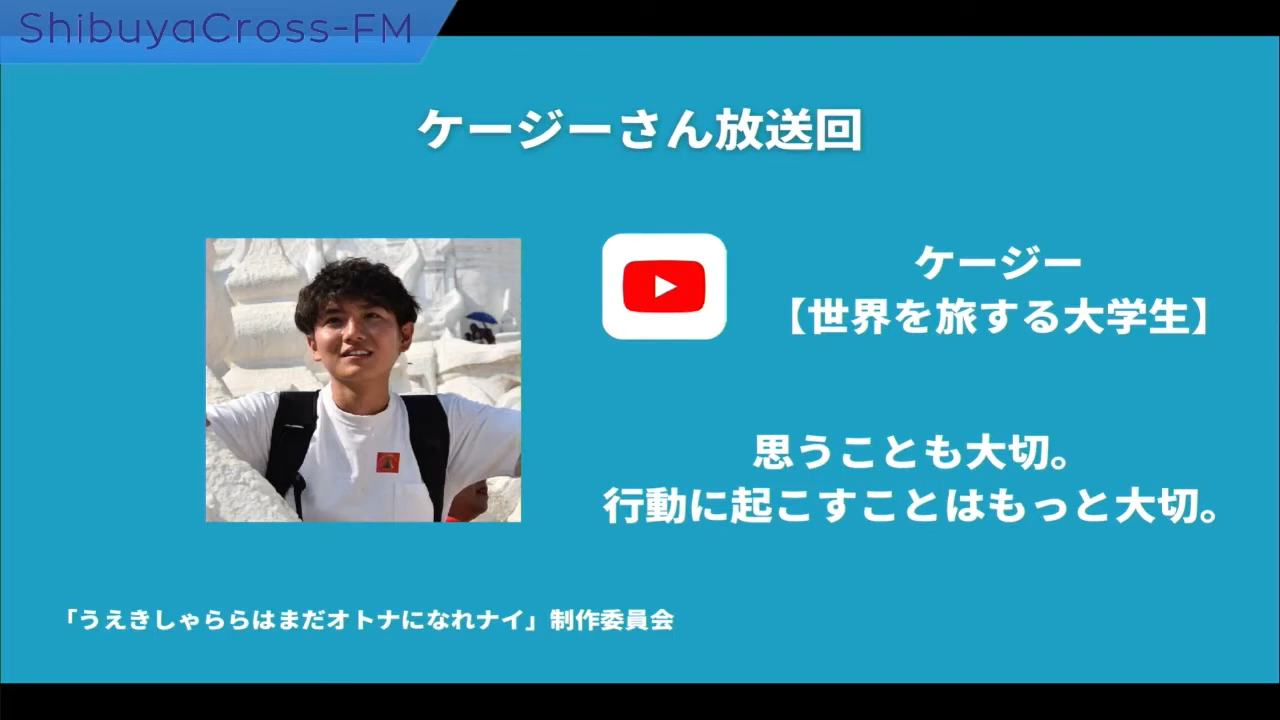 ShibuyaCross-FM
ケージーさん放送回
ケージー
【世界を旅する大学生】
思うことも大切。
行動に起こすことはもっと大切。
「うえきしゃららはまだオトナになれナイ」制作委員会